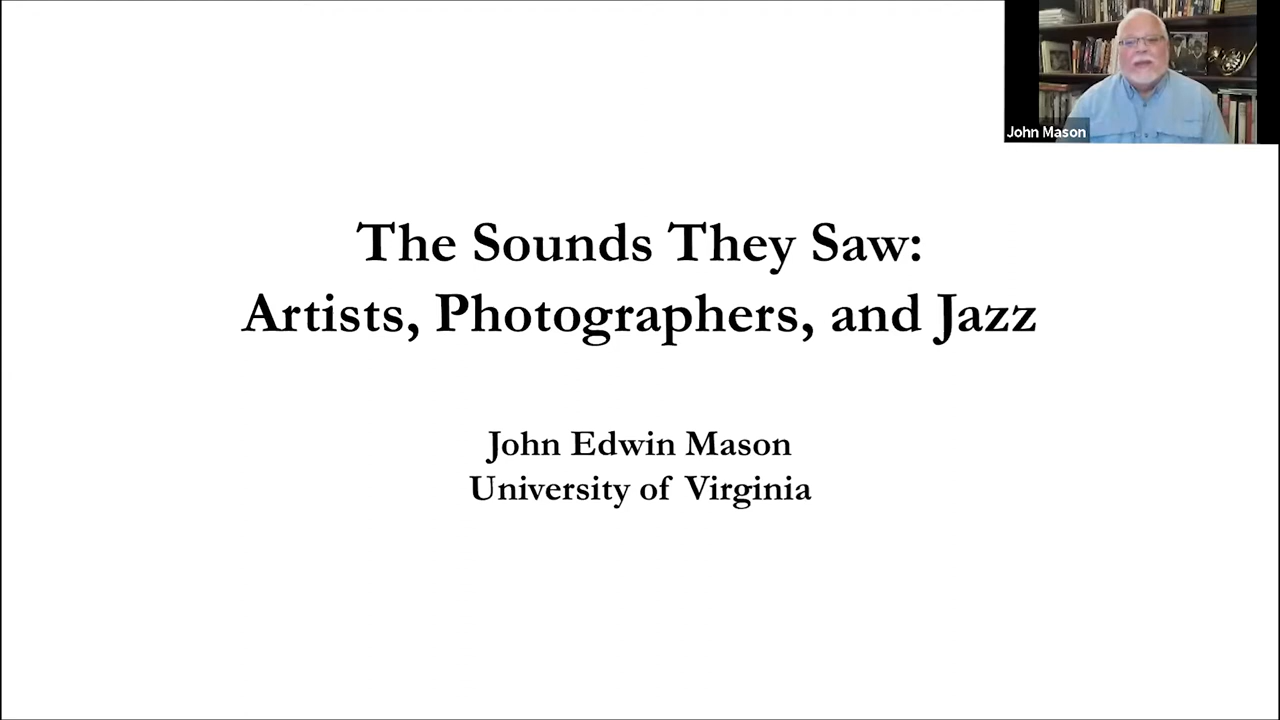 John Mason
The Sounds They Saw:
Artists, Photographers, and Jazz
John Edwin Mason
University of Virginia